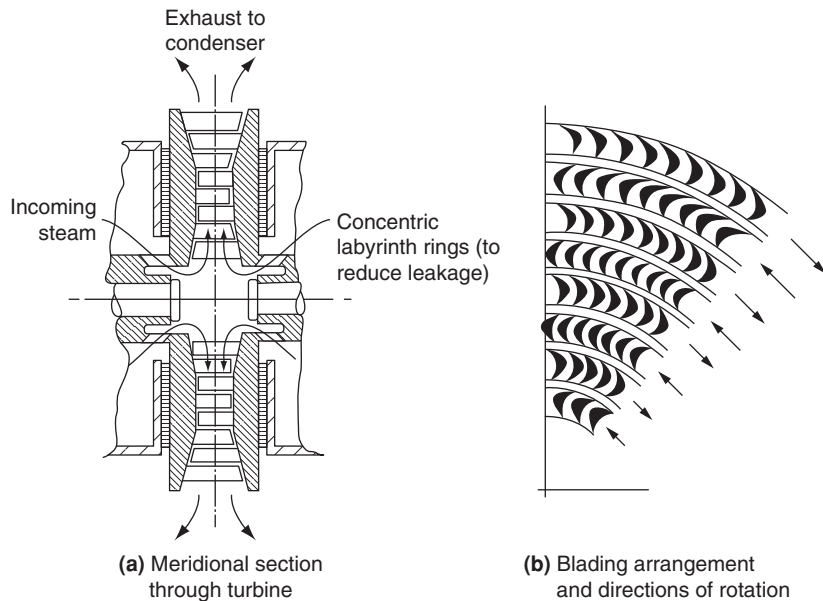 Exhaust to
condenser
Incoming
steam
Concentric
labyrinth rings (to
reduce leakage)
(a) Meridional section
through turbine
(b) Blading arrangement
and directions of rotation